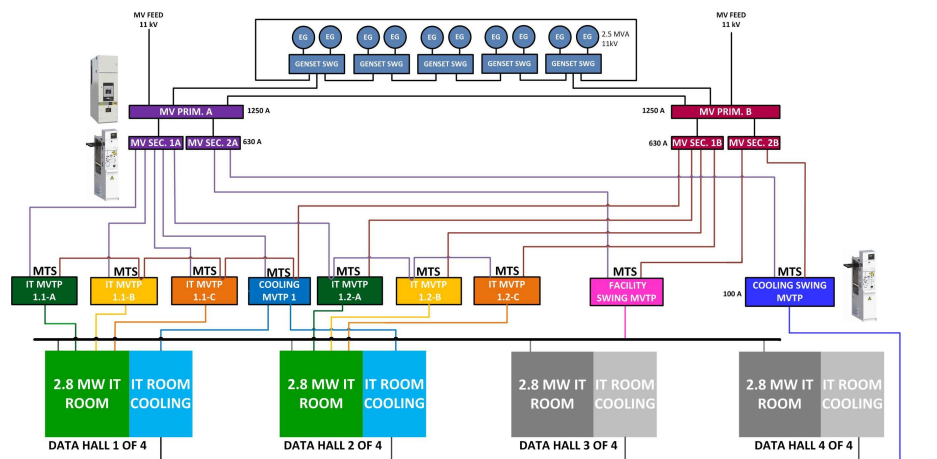 MV FEED
11 kV
EG EG EG EG EG EG EG EG EG EG
2.5 MVA
11kV
GENSET SWG GENSET SWG GENSET SWG GENSET SWG GENSET SWG
MV FEED
11 kV
MV PRIM. A
1250 A
1250 A
MV PRIM. B
MV SEC. 1A
MV SEC. 2A
630 A
630 A
MV SEC. 1B
MV SEC. 2B
MTS
IT MVTP
1.1-A
MTS
IT MVTP
1.1-B
MTS
IT MVTP
1.1-C
MTS
COOLING
MVTP 1
MTS
IT MVTP
1.2-A
MTS
IT MVTP
1.2-B
MTS
IT MVTP
1.2-C
MTS
FACILITY
SWING MVTP
100 A
MTS
COOLING SWING
MVTP
2.8 MW IT
ROOM
IT ROOM
COOLING
DATA HALL 1 OF 4
2.8 MW IT
ROOM
IT ROOM
COOLING
DATA HALL 2 OF 4
2.8 MW IT
ROOM
IT ROOM
COOLING
DATA HALL 3 OF 4
2.8 MW IT
ROOM
IT ROOM
COOLING
DATA HALL 4 OF 4